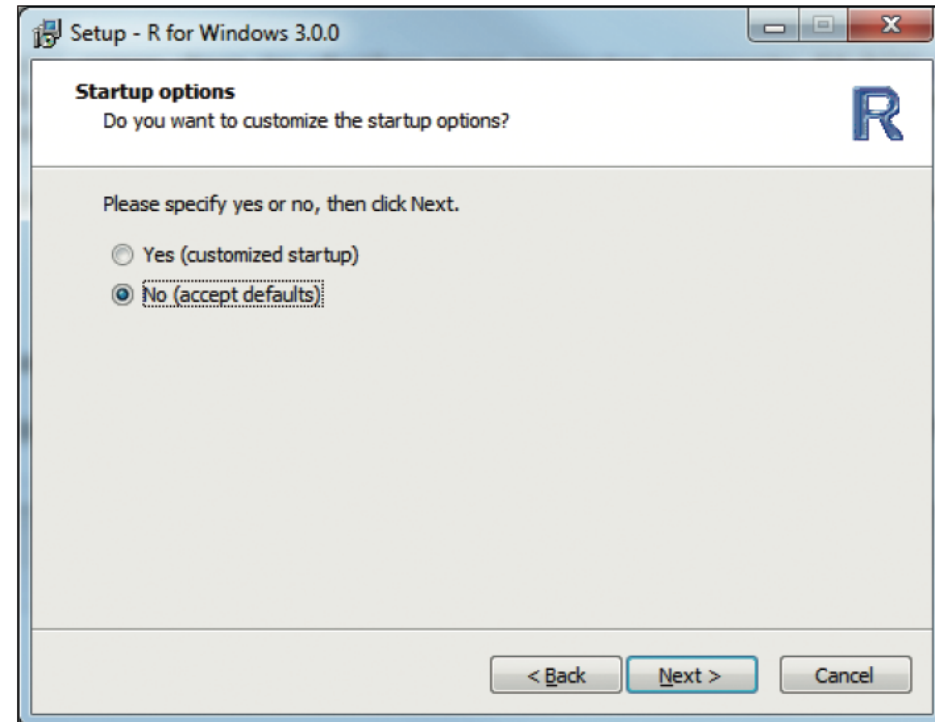 Setup - R for Windows 3.0.0
Startup options
Do you want to customize the startup options?
R
Please specify yes or no, then click Next.
Yes (customized startup)
No (accept defaults)
< Back Next > Cancel